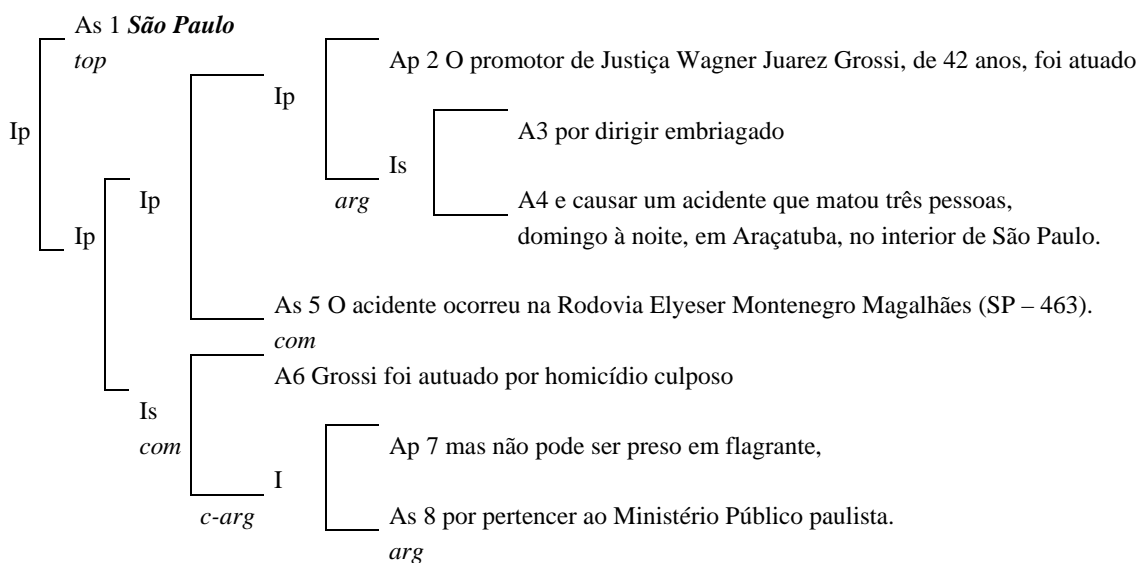 As 1 São Paulo
top
Ap 2 O promotor de Justiça Wagner Juarez Grossi, de 42 anos, foi atuado
Ip
Ip
A3 por dirigir embriagado
Is
arg
Ip
A4 e causar um acidente que matou três pessoas,
Ip
domingo à noite, em Araçatuba, no interior de São Paulo.
As 5 O acidente ocorreu na Rodovia Elyeser Montenegro Magalhães (SP – 463).
com
A6 Grossi foi autuado por homicídio culposo
Is
com
Ap 7 mas não pode ser preso em flagrante,
I
c-arg
As 8 por pertencer ao Ministério Público paulista.
arg